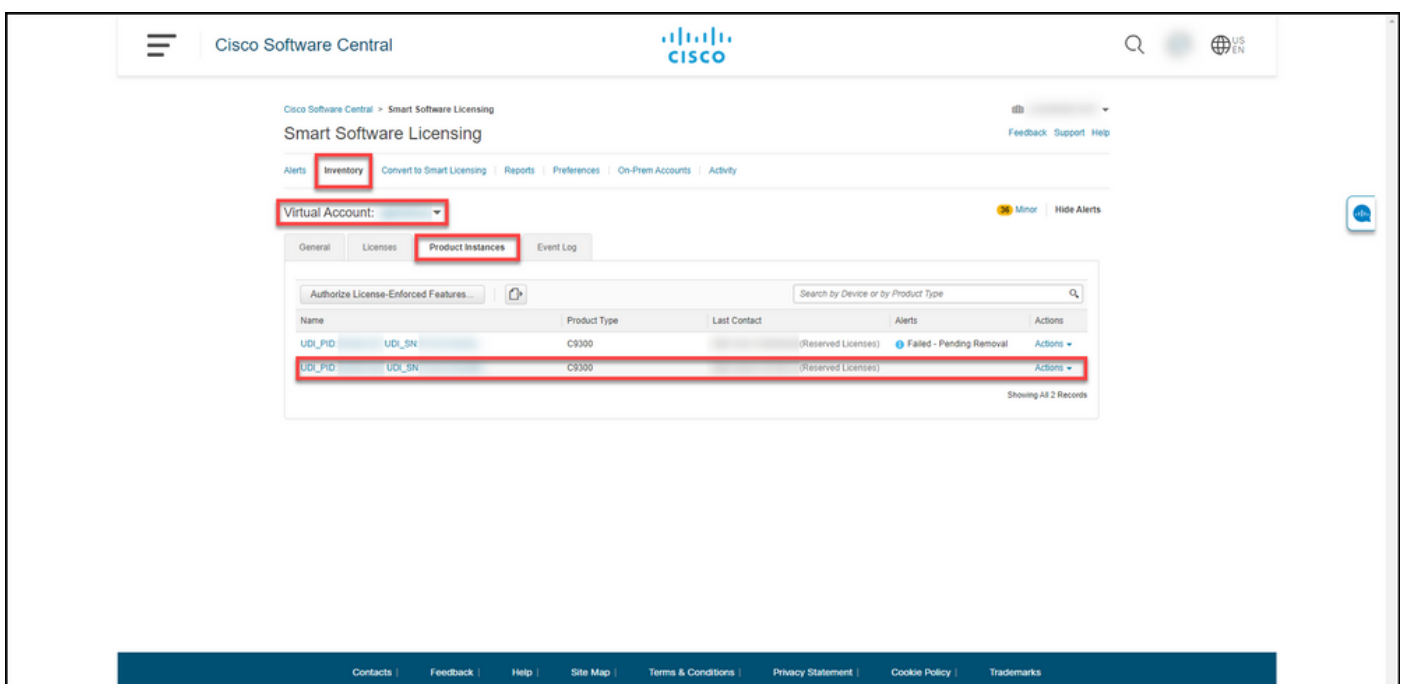 Cisco Software Central
CISCO
US
EN
Cisco Software Central > Smart Software Licensing
Smart Software Licensing
Feedback Support Help
Alerts Inventory Convert to Smart Licensing Reports Preferences On-Prem Accounts Activity
Virtual Account:
36 Minor Hide Alerts
General Licenses Product Instances Event Log
Authorize License-Enforced Features...
Search by Device or by Product Type
Name Product Type Last Contact Alerts Actions
UDI_PID UDI_SN C9300 (Reserved Licenses) Failed - Pending Removal Actions
UDI_PID UDI_SN C9300 (Reserved Licenses) Actions
Showing All 2 Records
Contacts | Feedback | Help | Site Map | Terms & Conditions | Privacy Statement | Cookie Policy | Trademarks